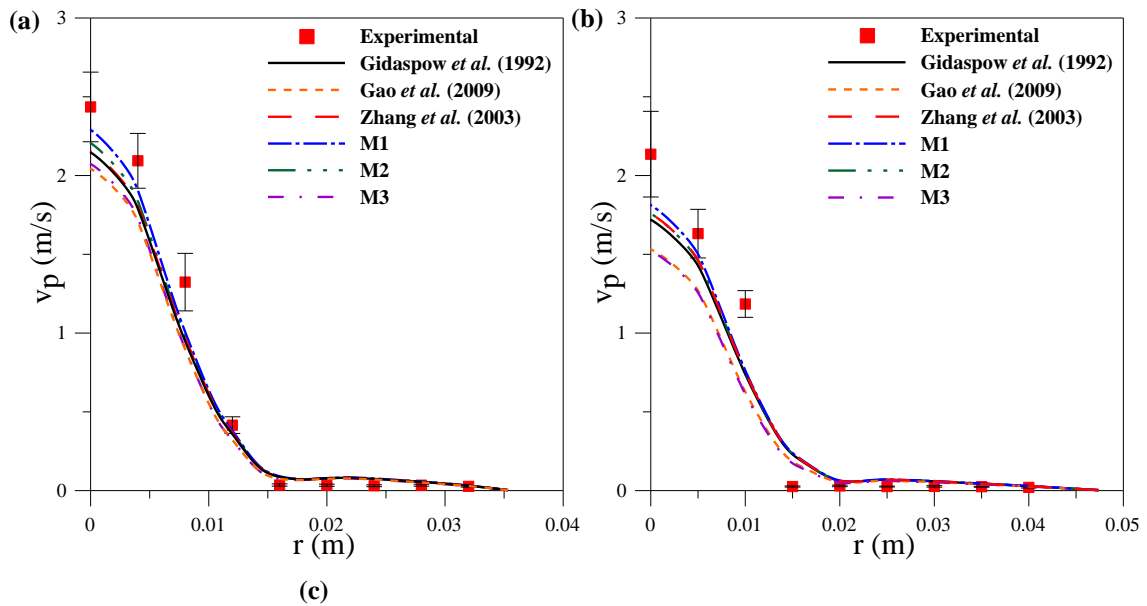 (a)
3
2
1
0
v_p (m/s)
Experimental
Gidaspow et al. (1992)
Gao et al. (2009)
Zhang et al. (2003)
M1
M2
M3
0 0.01 0.02 0.03 0.04
r (m)
(b)
3
2
1
0
v_p (m/s)
Experimental
Gidaspow et al. (1992)
Gao et al. (2009)
Zhang et al. (2003)
M1
M2
M3
0 0.01 0.02 0.03 0.04 0.05
r (m)
(c)